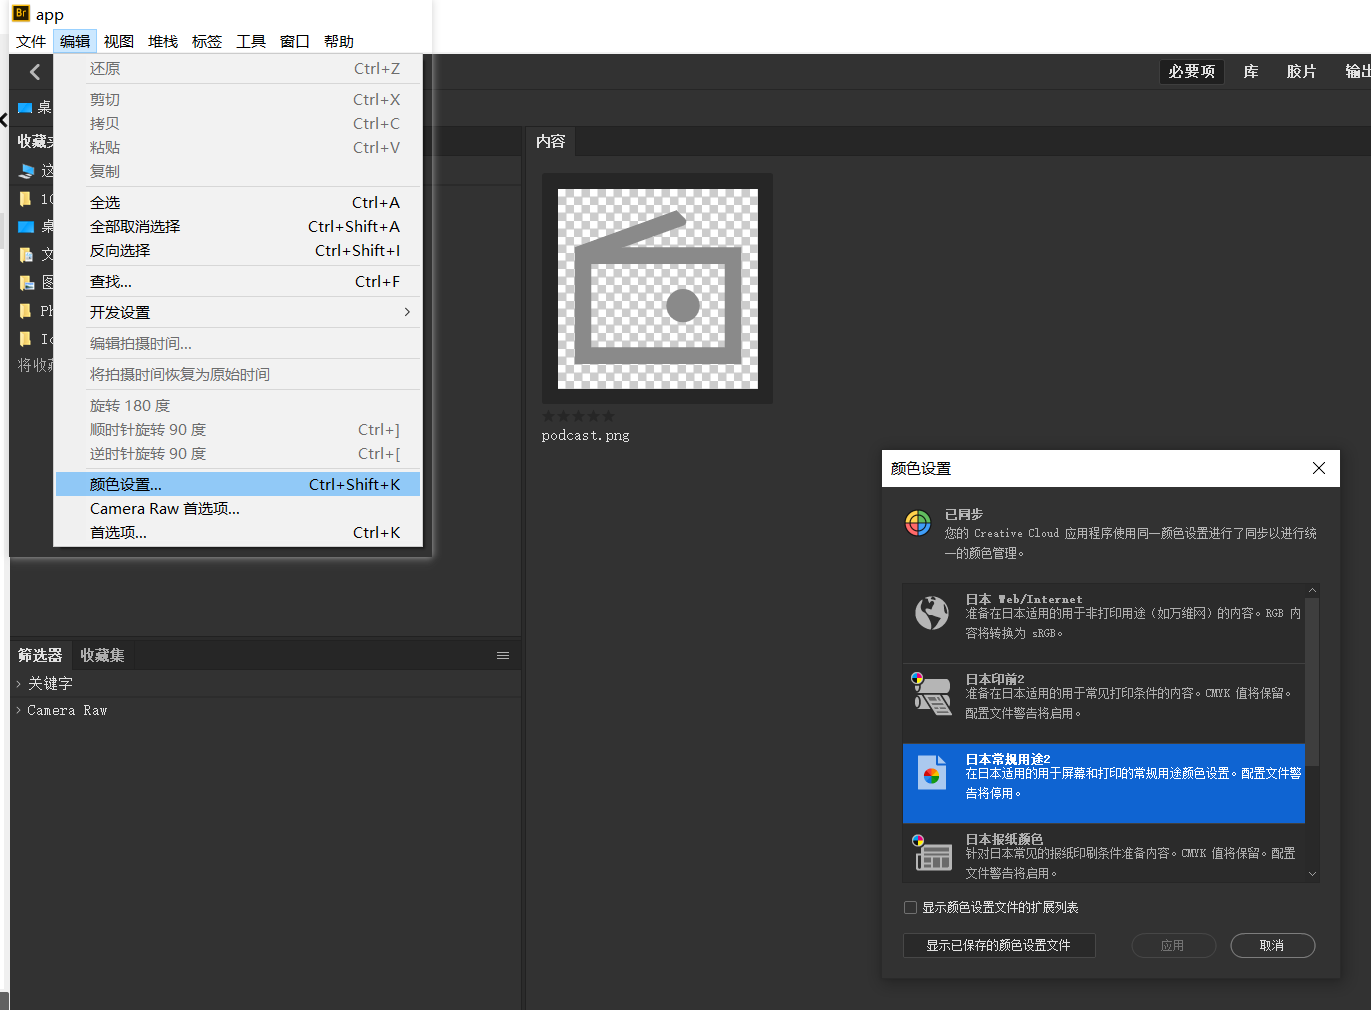 Br app
文件 编辑 视图 堆栈 标签 工具 窗口 帮助
还原 Ctrl+Z
剪切 Ctrl+X
拷贝 Ctrl+C
粘贴 Ctrl+V
复制
全选 Ctrl+A
全部取消选择 Ctrl+Shift+A
反向选择 Ctrl+Shift+I
查找... Ctrl+F
开发设置
编辑拍摄时间...
将拍摄时间恢复为原始时间
旋转 180 度
顺时针旋转 90 度 Ctrl+]
逆时针旋转 90 度 Ctrl+[
颜色设置... Ctrl+Shift+K
Camera Raw 首选项...
首选项... Ctrl+K
桌
收藏夹
这
10
桌
文
图
Ph
Ic
将收藏
必要项 库 胶片 输出
内容
podcast.png
筛选器 收藏集
关键字
Camera Raw
颜色设置
已同步
您的 Creative Cloud 应用程序使用同一颜色设置进行了同步以进行统
一的颜色管理。
日本 Web/Internet
准备在日本适用的用于非打印用途（如万维网）的内容。RGB 内
容将转换为 sRGB。
日本印前2
准备在日本适用的用于常见打印条件的内容。CMYK 值将保留。
配置文件警告将启用。
日本常规用途2
在日本适用的用于屏幕和打印的常规用途颜色设置。配置文件警
告将停用。
日本报纸颜色
针对日本常见的报纸印刷条件准备内容。CMYK 值将保留。配置
文件警告将启用。
显示颜色设置文件的扩展列表
显示已保存的颜色设置文件 应用 取消